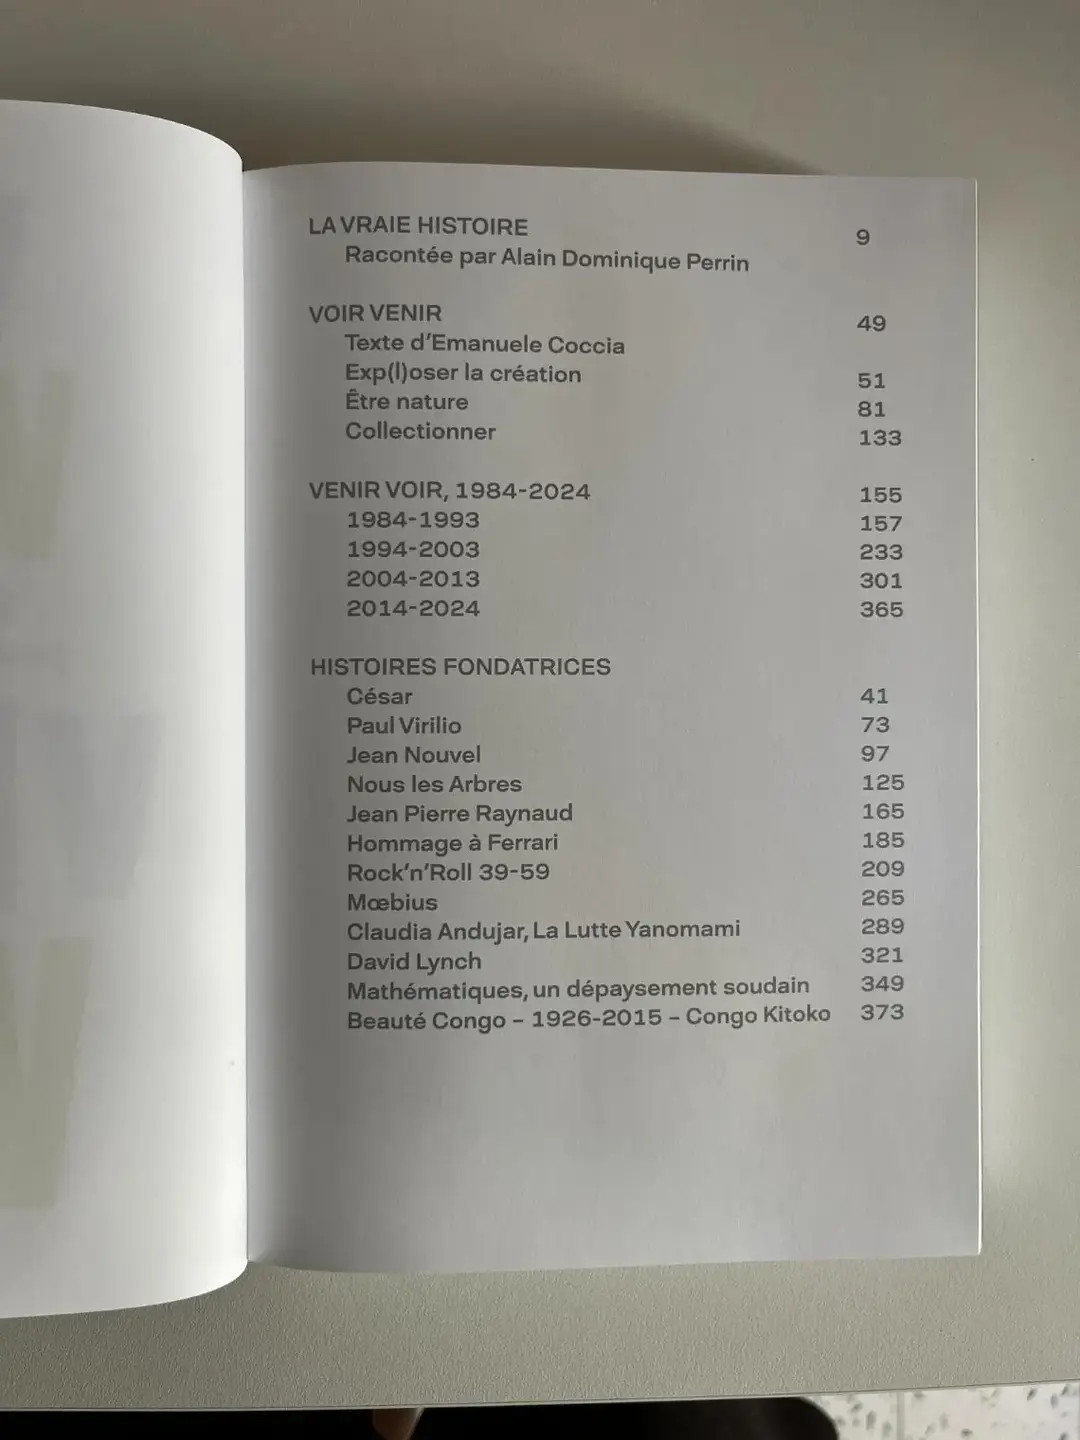 LA VRAIE HISTOIRE 9
Racontée par Alain Dominique Perrin
VOIR VENIR 49
Texte d'Emanuele Coccia
Exp(l)oser la création 51
Être nature 81
Collectionner 133
VENIR VOIR, 1984-2024 155
1984-1993 157
1994-2003 233
2004-2013 301
2014-2024 365
HISTOIRES FONDATRICES
César 41
Paul Virilio 73
Jean Nouvel 97
Nous les Arbres 125
Jean Pierre Raynaud 165
Hommage à Ferrari 185
Rock'n'Roll 39-59 209
Mœbius 265
Claudia Andujar, La Lutte Yanomami 289
David Lynch 321
Mathématiques, un dépaysement soudain 349
Beauté Congo – 1926-2015 – Congo Kitoko 373